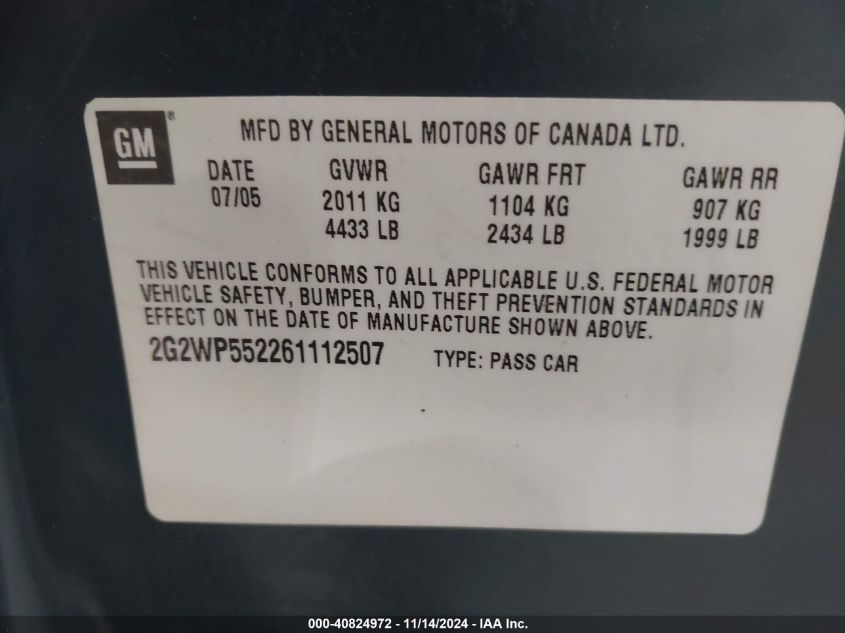 GM ®
MFD BY GENERAL MOTORS OF CANADA LTD.
DATE GVWR GAWR FRT GAWR RR
07/05 2011 KG 1104 KG 907 KG
4433 LB 2434 LB 1999 LB
THIS VEHICLE CONFORMS TO ALL APPLICABLE U.S. FEDERAL MOTOR
VEHICLE SAFETY, BUMPER, AND THEFT PREVENTION STANDARDS IN
EFFECT ON THE DATE OF MANUFACTURE SHOWN ABOVE.
2G2WP552261112507 TYPE: PASS CAR
000-40824972 - 11/14/2024 - IAA Inc.